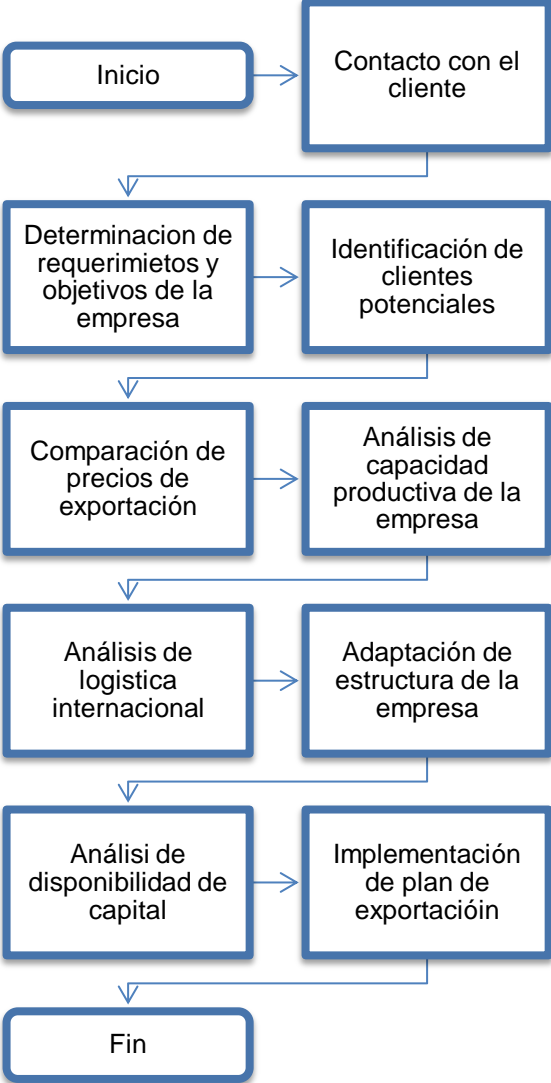 Inicio
Contacto con el
cliente
Determinacion de
requerimietos y
objetivos de la
empresa
Identificación de
clientes
potenciales
Comparación de
precios de
exportación
Análisis de
capacidad
productiva de la
empresa
Análisis de
logistica
internacional
Adaptación de
estructura de la
empresa
Análisi de
disponibilidad de
capital
Implementación
de plan de
exportacióin
Fin